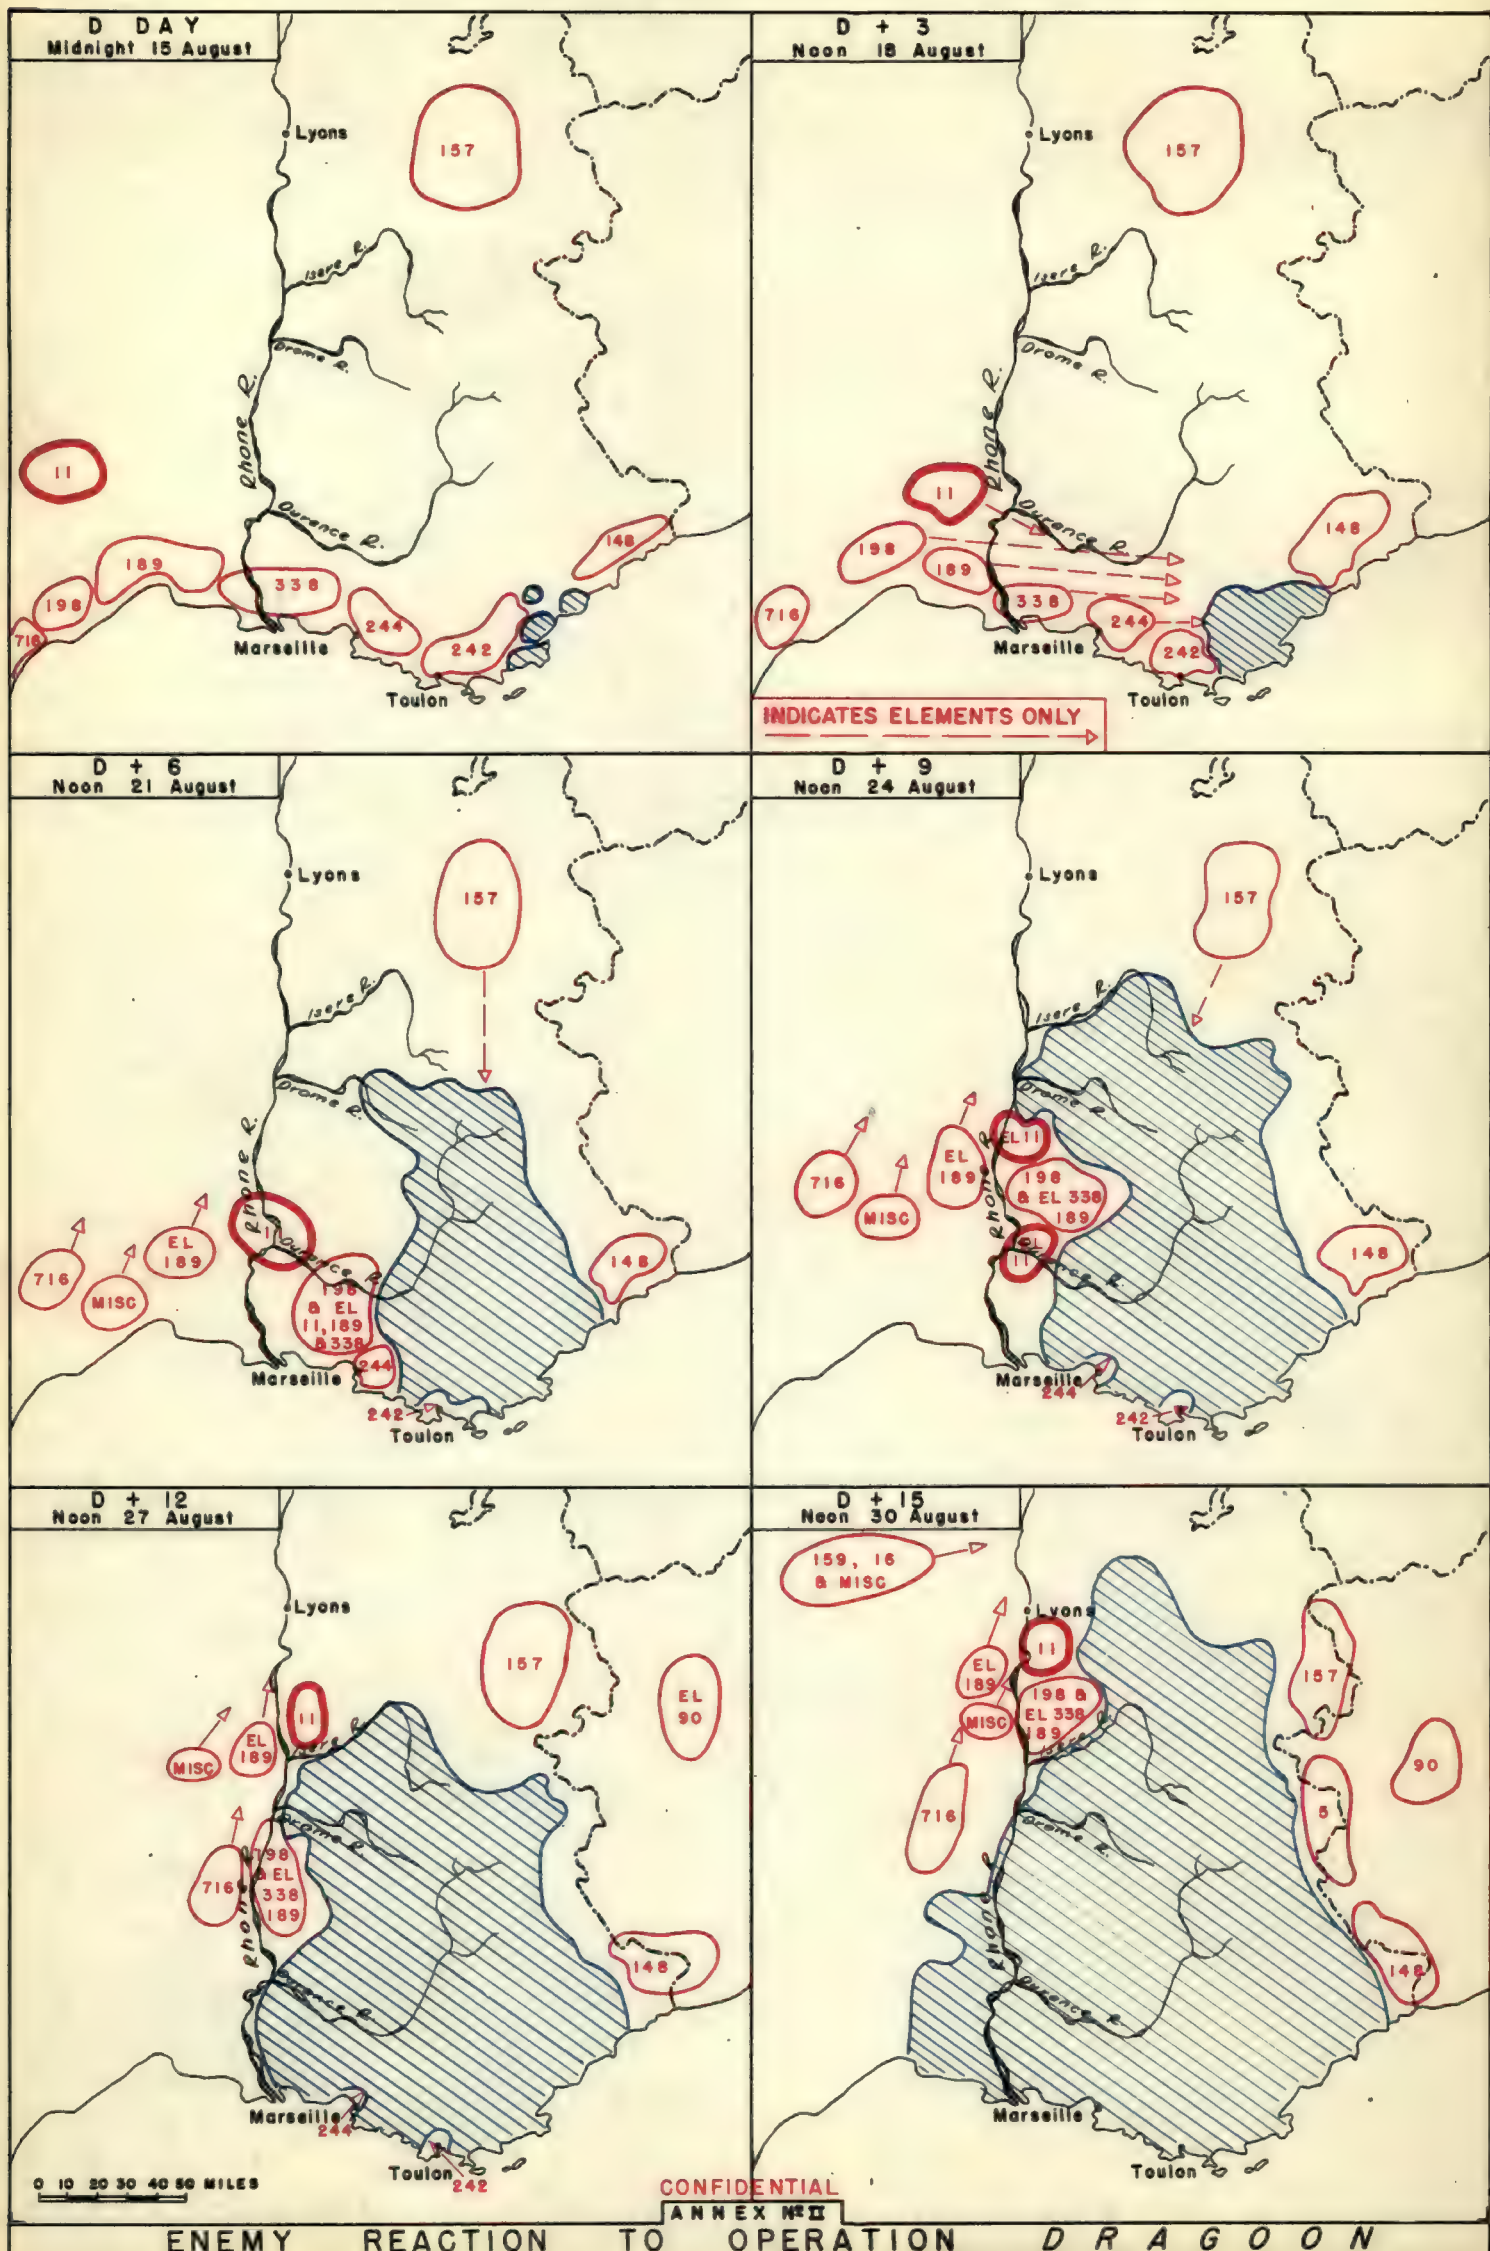 D DAY
Midnight 15 August
Lyons
157
Isere R.
Drome R.
Rhone R.
11
Durance R.
148
189
338
198
716
244
242
Marseille
Toulon
D + 3
Noon 18 August
Lyons
157
Isere R.
Drome R.
Rhone R.
11
Durance R.
148
198
189
338
716
244
242
Marseille
Toulon
INDICATES ELEMENTS ONLY
D + 6
Noon 21 August
Lyons
157
Isere R.
Drome R.
Rhone R.
11
Durance R.
EL
189
148
716
MISC
198
& EL
11, 189
& 338
244
Marseille
242
Toulon
D + 9
Noon 24 August
Lyons
157
Isere R.
Drome R.
EL 11
Rhone R.
EL
189
716
198
& EL 338
189
MISC
EL
11
Durance R.
148
Marseille
244
242
Toulon
D + 12
Noon 27 August
Lyons
157
EL
90
11
Isere R.
EL
189
MISC
Drome R.
198
& EL
338
189
716
Rhone
148
Durance R.
Marseille
244
Toulon
242
0 10 20 30 40 50 MILES
D + 15
Noon 30 August
159, 16
& MISC
Lyons
11
EL
189
157
198 &
EL 338
189
MISC
Isere R.
90
716
5
Drome R.
Rhone R.
148
Durance R.
Marseille
Toulon
CONFIDENTIAL
ANNEX Nº II
ENEMY REACTION TO OPERATION DRAGOON